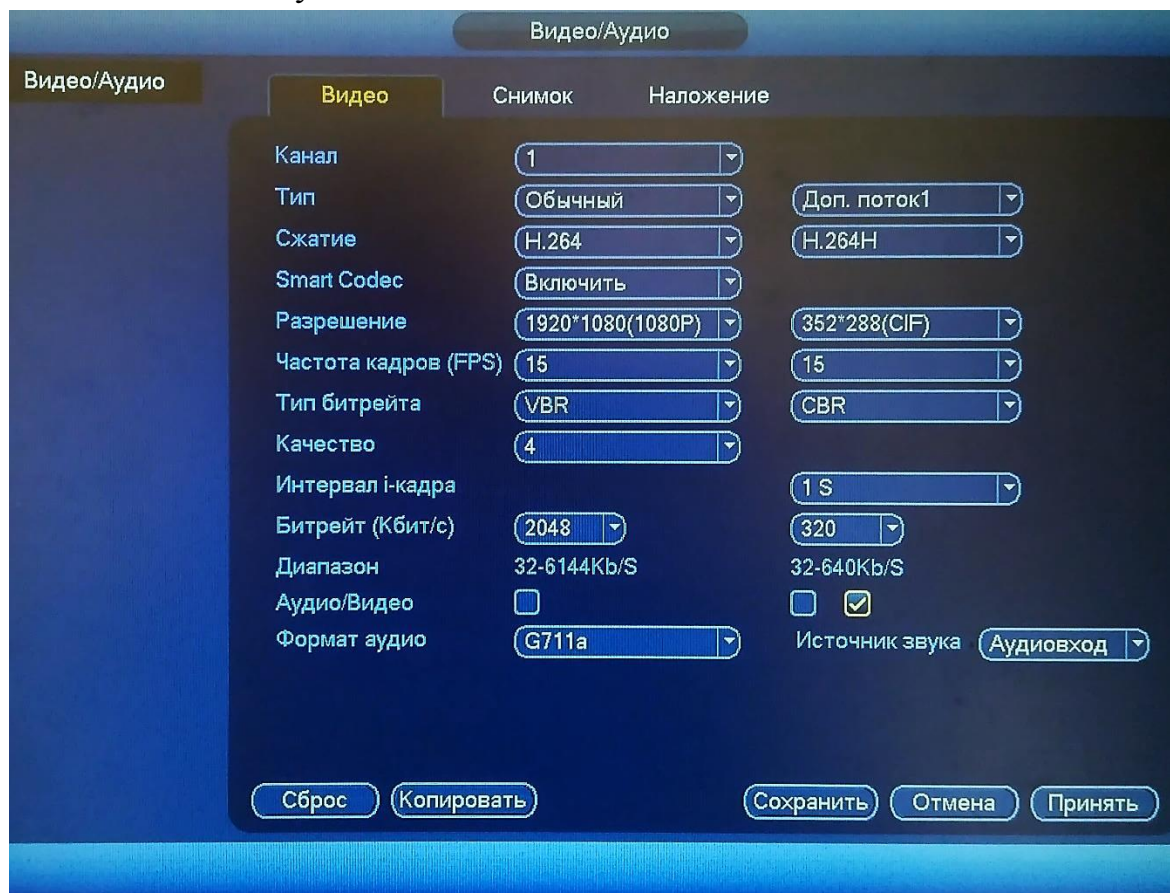 Видео/Аудио
Видео/Аудио
Видео Снимок Наложение
Канал 1
Тип Обычный Доп. поток1
Сжатие H.264 H.264H
Smart Codec Включить
Разрешение 1920*1080(1080P) 352*288(CIF)
Частота кадров (FPS) 15 15
Тип битрейта VBR CBR
Качество 4
Интервал i-кадра 1 S
Битрейт (Кбит/с) 2048 320
Диапазон 32-6144Kb/S 32-640Kb/S
Аудио/Видео
Формат аудио G711a Источник звука Аудиовход
Сброс Копировать Сохранить Отмена Принять